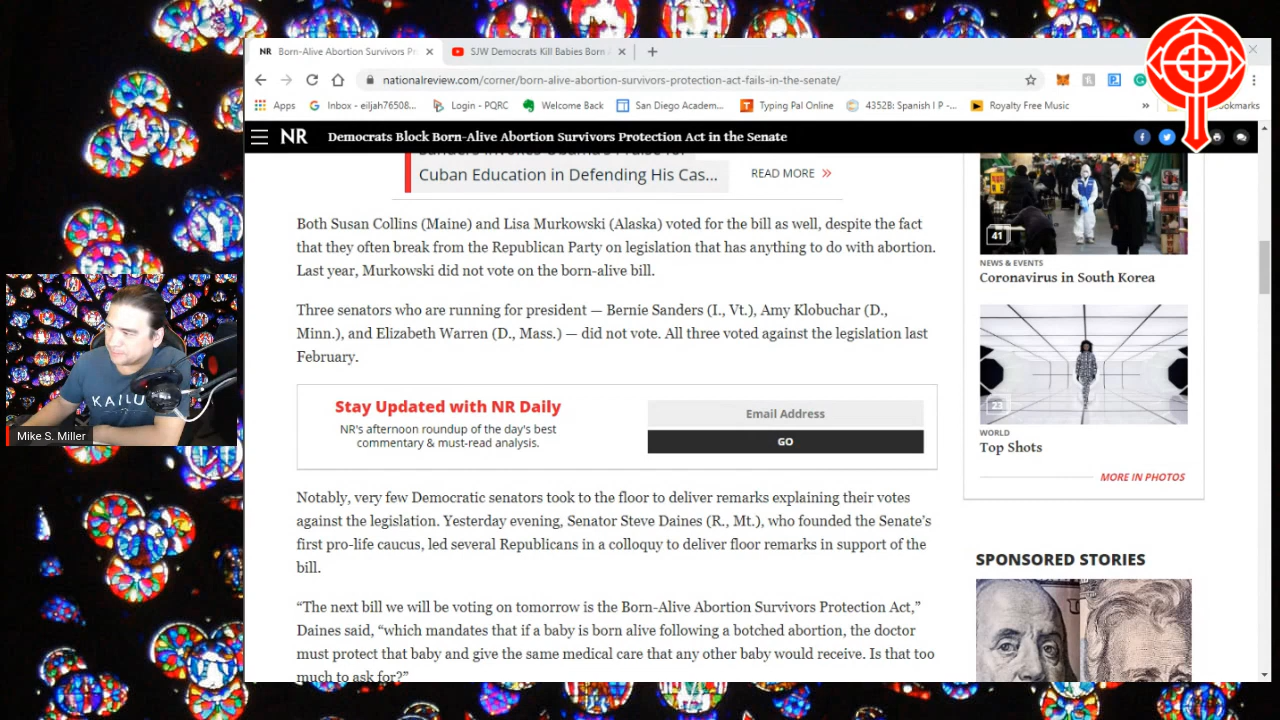 NR Born-Alive Abortion Survivors Pr
SJW Democrats Kill Babies Born
nationalreview.com/corner/born-alive-abortion-survivors-protection-act-fails-in-the-senate/
Apps
Inbox - eiljah76508...
Login - PQRC
Welcome Back
San Diego Academ...
Typing Pal Online
4352B: Spanish I P -...
Royalty Free Music
»
NR
Democrats Block Born-Alive Abortion Survivors Protection Act in the Senate
Cuban Education in Defending His Cas...
READ MORE »
Both Susan Collins (Maine) and Lisa Murkowski (Alaska) voted for the bill as well, despite the fact
that they often break from the Republican Party on legislation that has anything to do with abortion.
Last year, Murkowski did not vote on the born-alive bill.
Three senators who are running for president — Bernie Sanders (I., Vt.), Amy Klobuchar (D.,
Minn.), and Elizabeth Warren (D., Mass.) — did not vote. All three voted against the legislation last
February.
Stay Updated with NR Daily
NR's afternoon roundup of the day's best
commentary & must-read analysis.
Email Address
GO
Notably, very few Democratic senators took to the floor to deliver remarks explaining their votes
against the legislation. Yesterday evening, Senator Steve Daines (R., Mt.), who founded the Senate's
first pro-life caucus, led several Republicans in a colloquy to deliver floor remarks in support of the
bill.
“The next bill we will be voting on tomorrow is the Born-Alive Abortion Survivors Protection Act,”
Daines said, “which mandates that if a baby is born alive following a botched abortion, the doctor
must protect that baby and give the same medical care that any other baby would receive. Is that too
much to ask for?”
41
NEWS & EVENTS
Coronavirus in South Korea
23
WORLD
Top Shots
MORE IN PHOTOS
SPONSORED STORIES
KAILU
Mike S. Miller